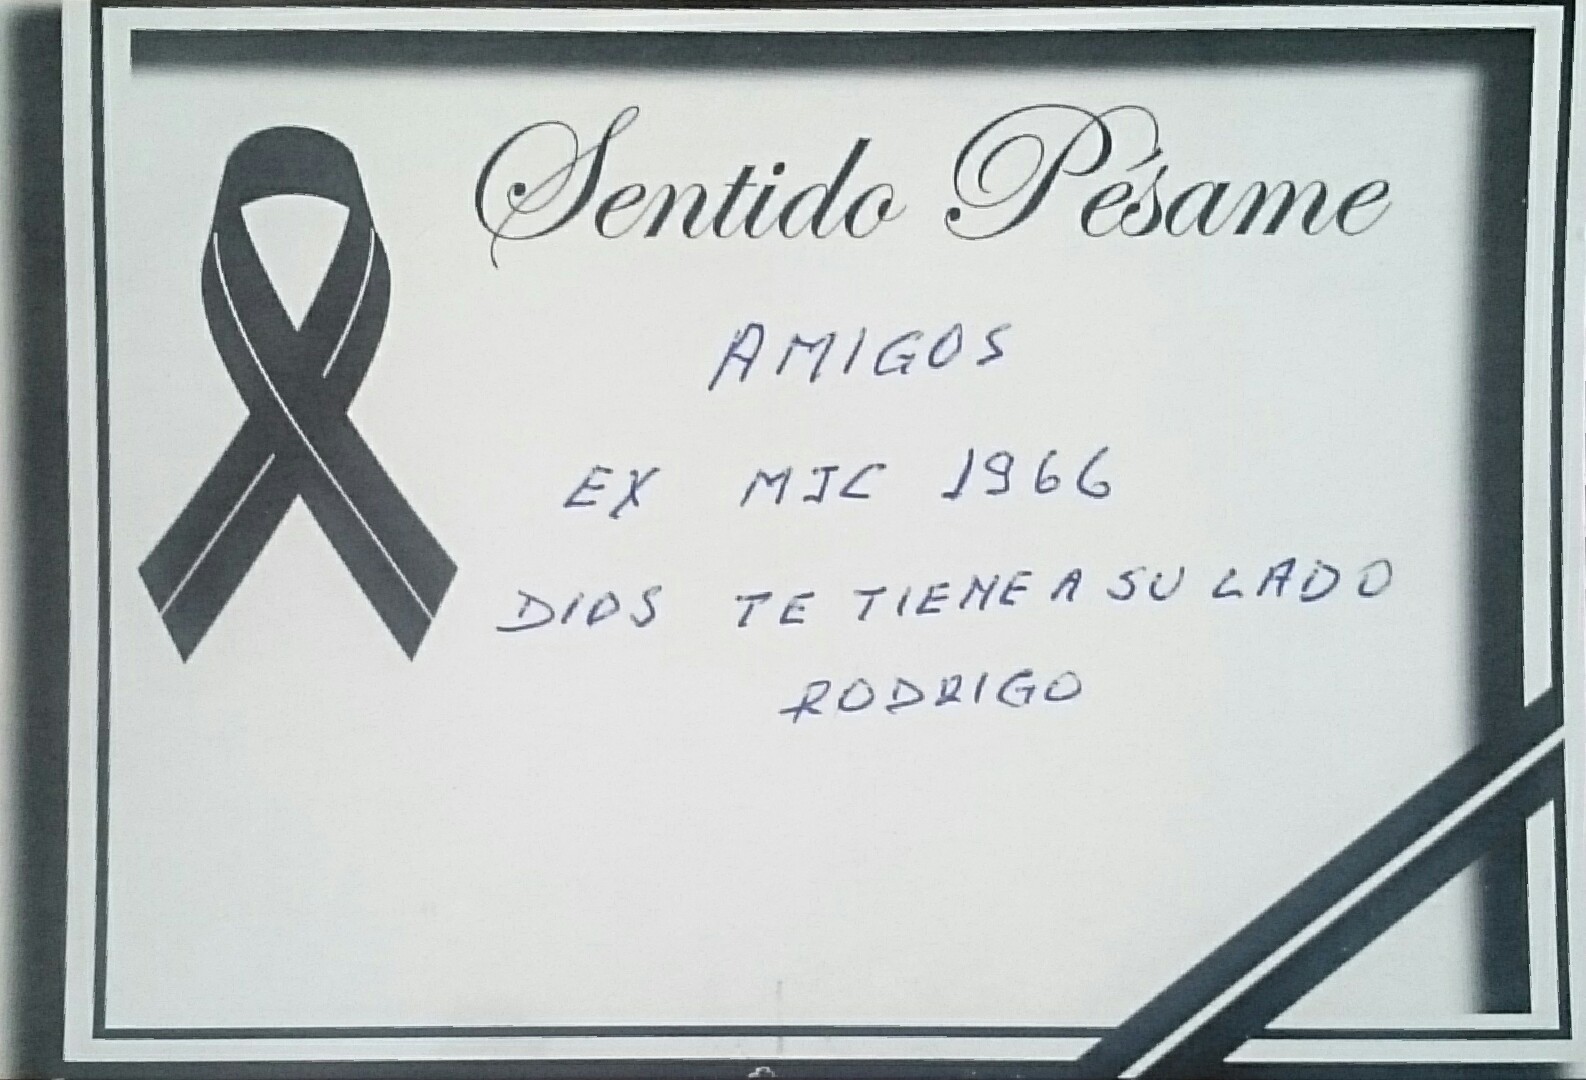 Sentido Pésame
AMIGOS
EX MJC 1966
DIOS TE TIENE A SU LADO
RODRIGO